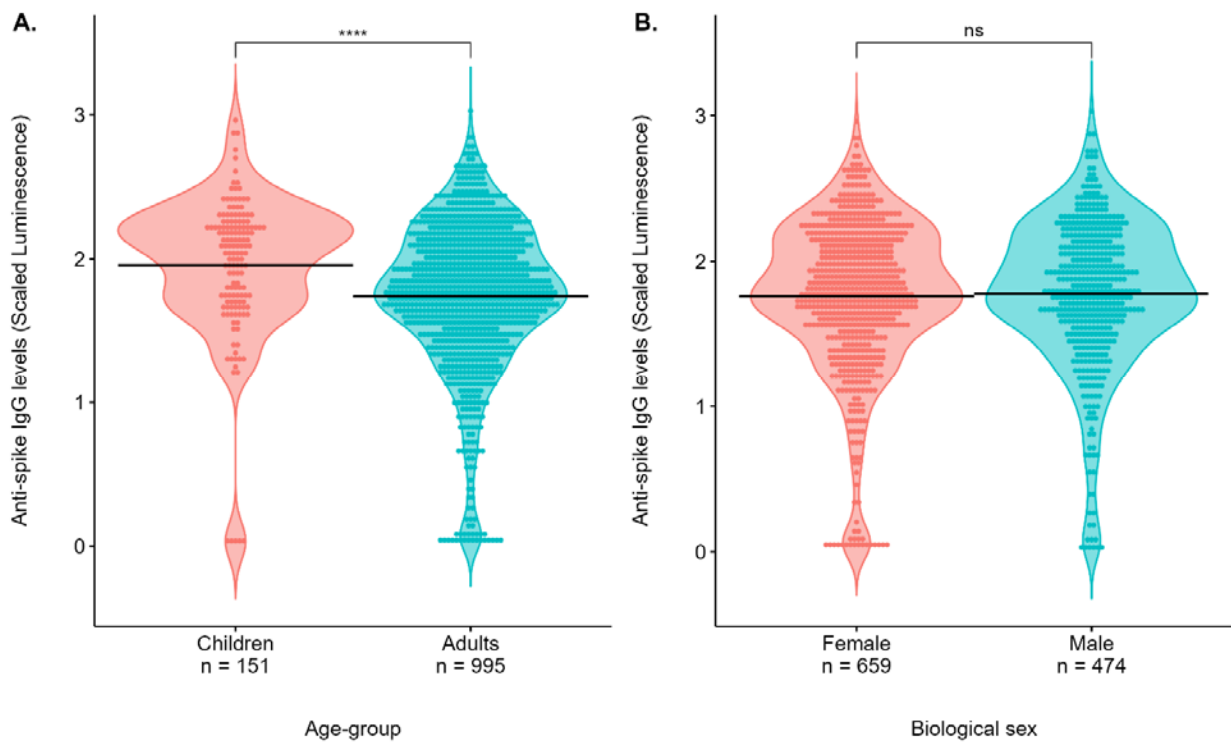 A.
****
Anti-spike IgG levels (Scaled Luminescence)
3
2
1
0
Children
n = 151
Adults
n = 995
Age-group
B.
ns
Anti-spike IgG levels (Scaled Luminescence)
3
2
1
0
Female
n = 659
Male
n = 474
Biological sex